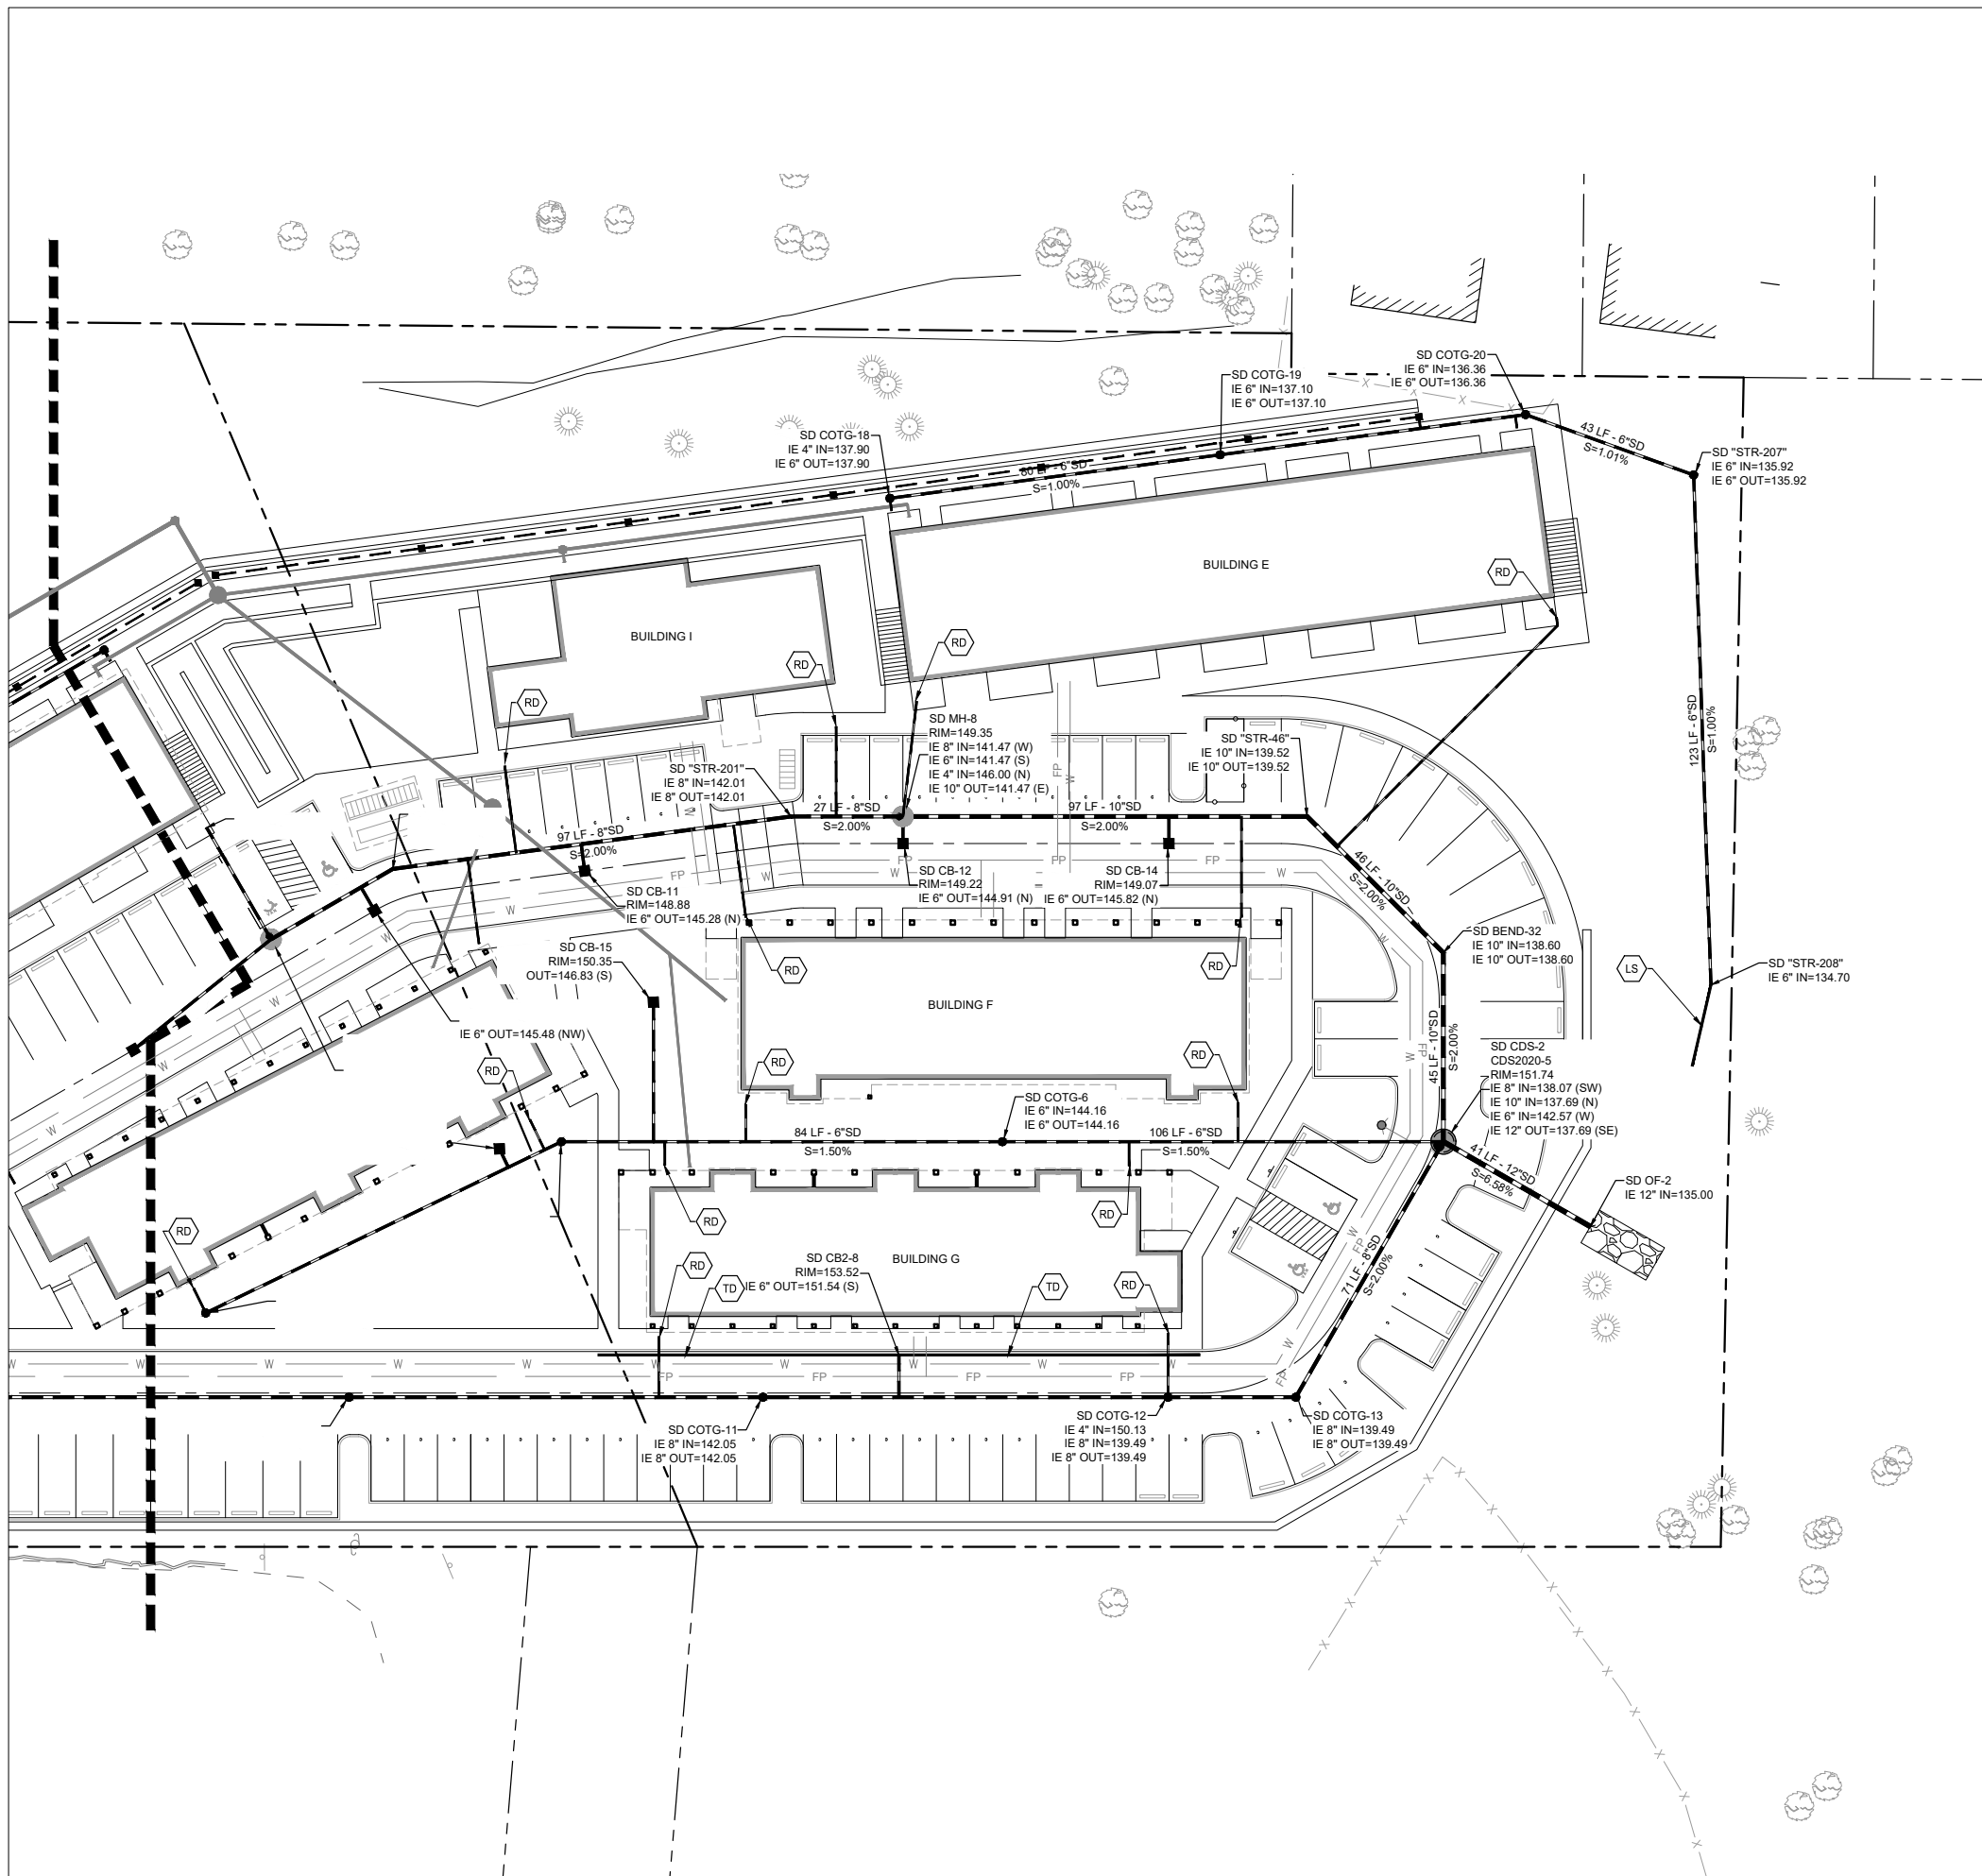 SD COTG-20
IE 6" IN=136.36
IE 6" OUT=136.36
SD COTG-19
IE 6" IN=137.10
IE 6" OUT=137.10
43 LF - 6"SD
S=1.01%
SD "STR-207"
IE 6" IN=135.92
IE 6" OUT=135.92
SD COTG-18
IE 4" IN=137.90
IE 6" OUT=137.90
80 LF - 6"SD
S=1.00%
BUILDING E
RD
BUILDING I
RD
RD
RD
SD MH-8
RIM=149.35
IE 8" IN=141.47 (W)
IE 6" IN=141.47 (S)
IE 4" IN=146.00 (N)
IE 10" OUT=141.47 (E)
SD "STR-46"
IE 10" IN=139.52
IE 10" OUT=139.52
123 LF - 6"SD
S=1.00%
SD "STR-201"
IE 8" IN=142.01
IE 8" OUT=142.01
27 LF - 8"SD
S=2.00%
97 LF - 10"SD
S=2.00%
97 LF - 8"SD
S=2.00%
46 LF - 10"SD
S=2.00%
FP
W
W
FP
W
FP
FP
W
FP
W
SD CB-11
RIM=148.88
IE 6" OUT=145.28 (N)
SD CB-12
RIM=149.22
IE 6" OUT=144.91 (N)
SD CB-14
RIM=149.07
IE 6" OUT=145.82 (N)
SD BEND-32
IE 10" IN=138.60
IE 10" OUT=138.60
SD CB-15
RIM=150.35
OUT=146.83 (S)
RD
RD
LS
SD "STR-208"
IE 6" IN=134.70
BUILDING F
IE 6" OUT=145.48 (NW)
RD
RD
RD
45 LF - 10"SD
S=2.00%
W
W
FP
SD CDS-2
CDS2020-5
RIM=151.74
IE 8" IN=138.07 (SW)
IE 10" IN=137.69 (N)
IE 6" IN=142.57 (W)
IE 12" OUT=137.69 (SE)
SD COTG-6
IE 6" IN=144.16
IE 6" OUT=144.16
84 LF - 6"SD
S=1.50%
106 LF - 6"SD
S=1.50%
41 LF - 12"SD
S=6.58%
SD OF-2
IE 12" IN=135.00
RD
RD
RD
BUILDING G
SD CB2-8
RIM=153.52
IE 6" OUT=151.54 (S)
RD
TD
TD
RD
71 LF - 8"SD
S=2.00%
W
FP
W
W
W
W
W
W
W
W
W
W
FP
FP
FP
FP
FP
SD COTG-11
IE 8" IN=142.05
IE 8" OUT=142.05
SD COTG-12
IE 4" IN=150.13
IE 8" IN=139.49
IE 8" OUT=139.49
SD COTG-13
IE 8" IN=139.49
IE 8" OUT=139.49